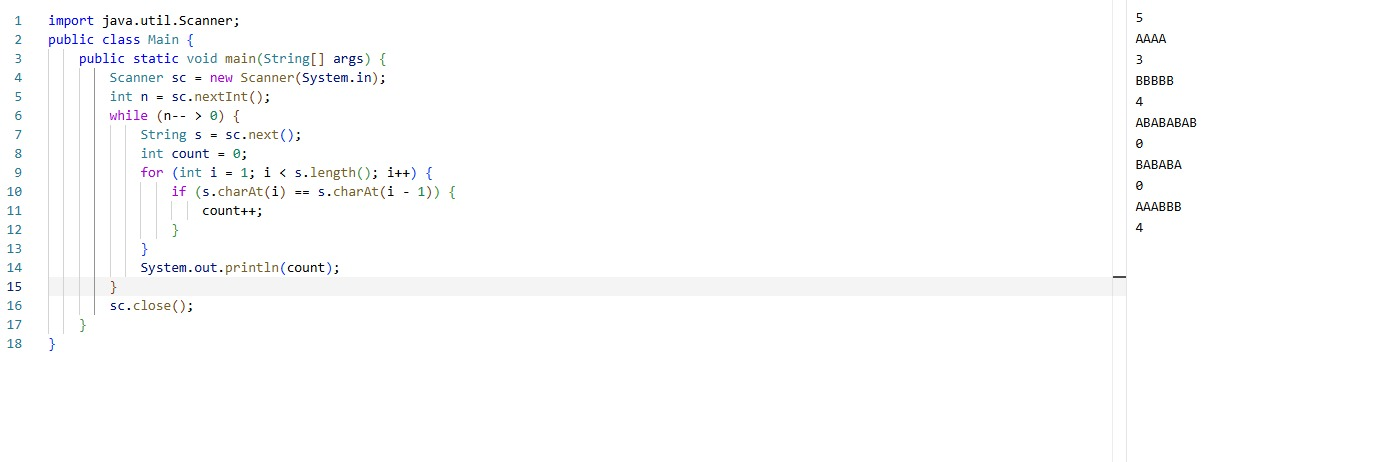 1 import java.util.Scanner;
2 public class Main {
3     public static void main(String[] args) {
4         Scanner sc = new Scanner(System.in);
5         int n = sc.nextInt();
6         while (n-- > 0) {
7             String s = sc.next();
8             int count = 0;
9             for (int i = 1; i < s.length(); i++) {
10                 if (s.charAt(i) == s.charAt(i - 1)) {
11                     count++;
12                 }
13             }
14             System.out.println(count);
15         }
16         sc.close();
17     }
18 }
5
AAAA
3
BBBBB
4
ABABABAB
0
BABABA
0
AAABBB
4